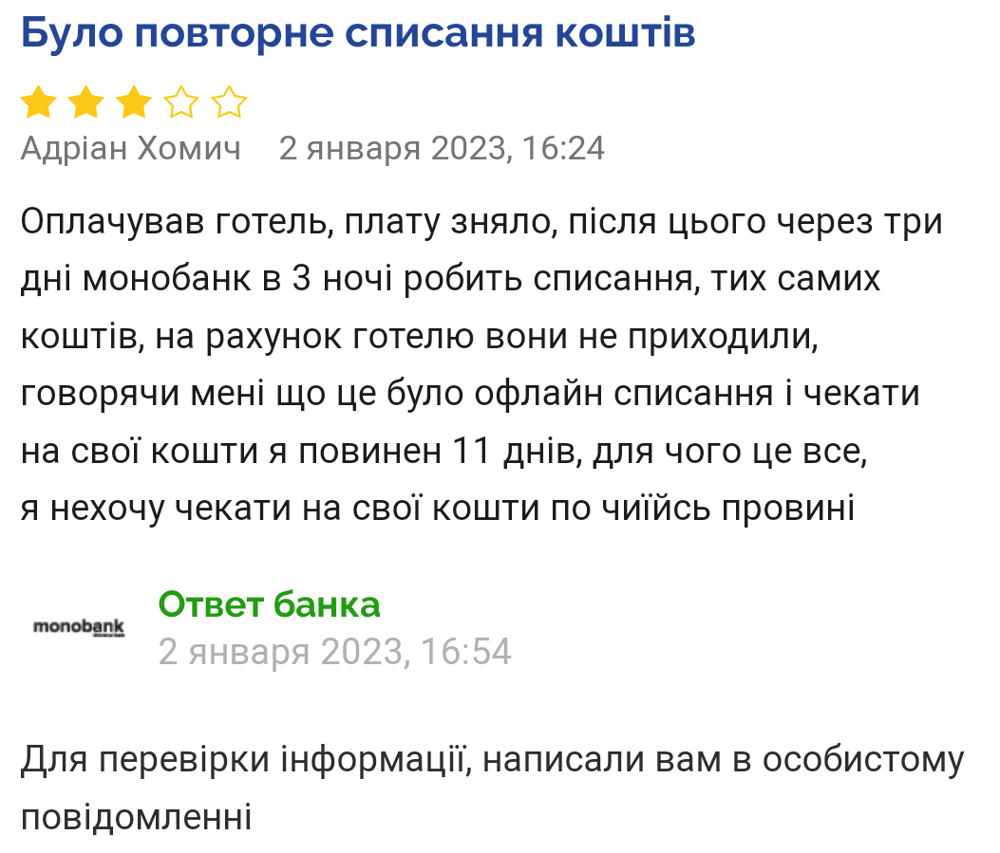 Було повторне списання коштів
Адріан Хомич 2 января 2023, 16:24
Оплачував готель, плату зняло, після цього через три
дні монобанк в 3 ночі робить списання, тих самих
коштів, на рахунок готелю вони не приходили,
говорячи мені що це було офлайн списання і чекати
на свої кошти я повинен 11 днів, для чого це все,
я нехочу чекати на свої кошти по чиїйсь провині
Ответ банка
monobank
2 января 2023, 16:54
Для перевірки інформації, написали вам в особистому
повідомленні